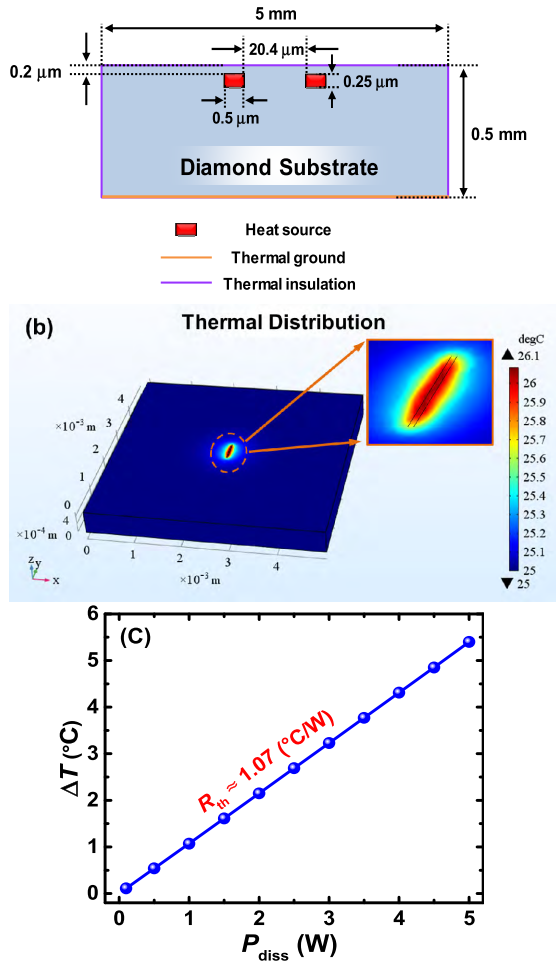 5 mm
20.4 μm
0.2 μm
0.25 μm
0.5 μm
0.5 mm
Diamond Substrate
Heat source
Thermal ground
Thermal insulation
(b)
Thermal Distribution
degC
26.1
26
25.9
25.8
25.7
25.6
25.5
25.4
25.3
25.2
25.1
25
25
4
3
×10⁻³ m
2
1
0
4
×10⁻⁴ m
0
0
1
2
3
4
×10⁻³ m
z
y
x
(C)
6
5
4
3
2
1
0
ΔT (°C)
Rth ≈ 1.07 (°C/W)
0 1 2 3 4 5
Pdiss (W)